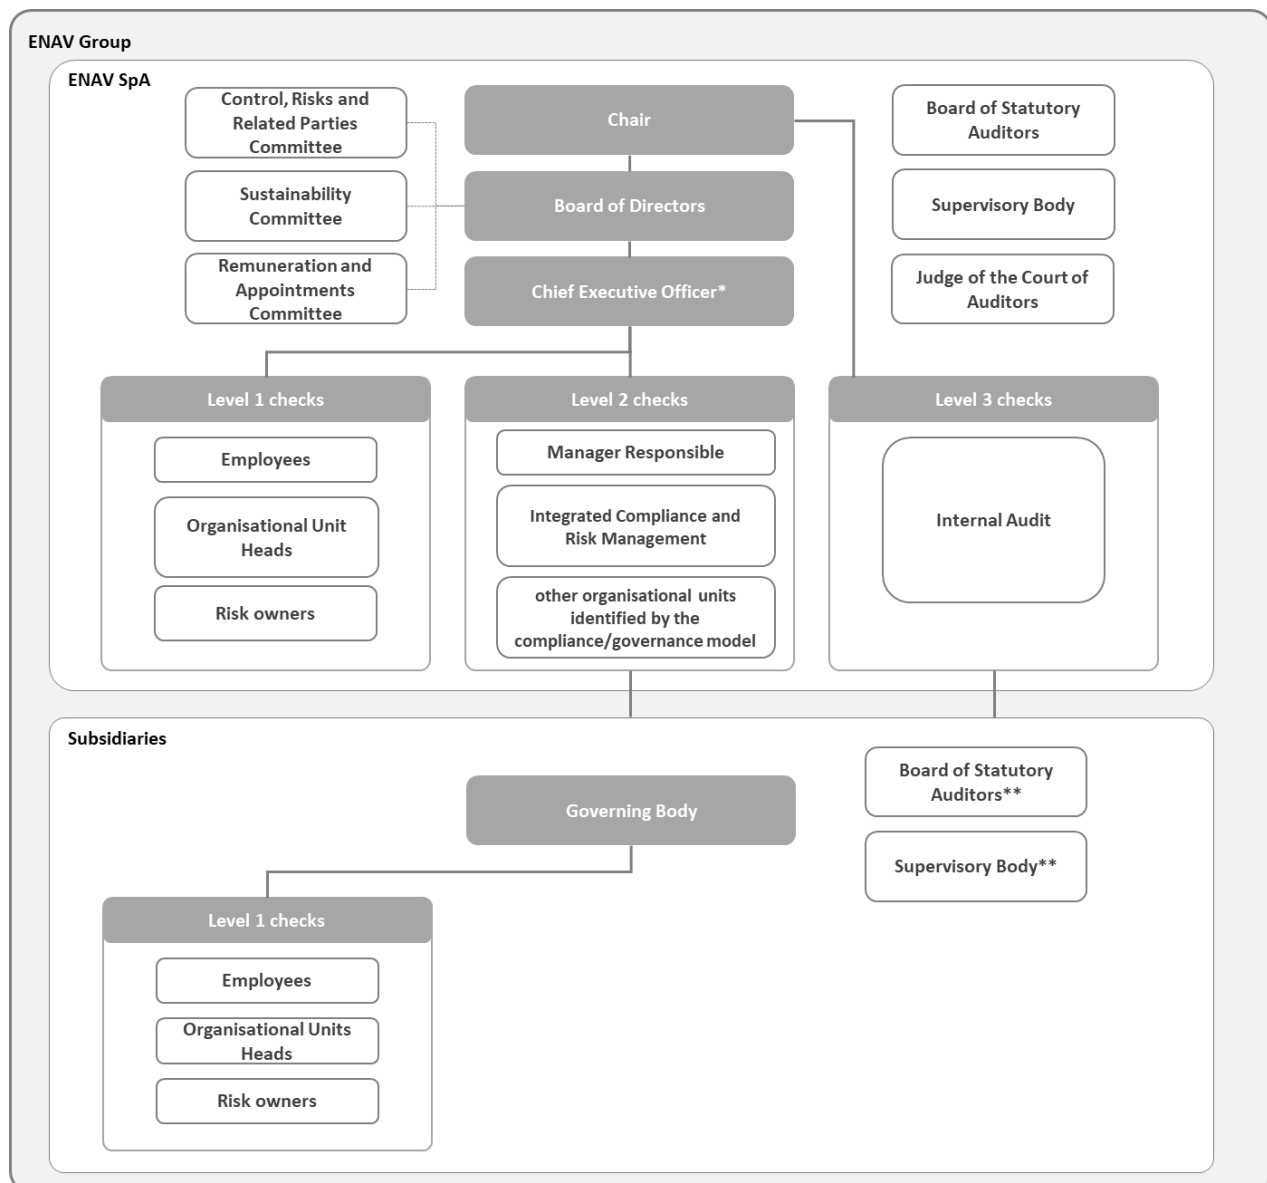 ENAV Group
ENAV SpA
Control, Risks and
Related Parties
Committee
Sustainability
Committee
Remuneration and
Appointments
Committee
Chair
Board of Directors
Chief Executive Officer*
Board of Statutory
Auditors
Supervisory Body
Judge of the Court of
Auditors
Level 1 checks
Employees
Organisational Unit
Heads
Risk owners
Level 2 checks
Manager Responsible
Integrated Compliance and
Risk Management
other organisational units
identified by the
compliance/governance model
Level 3 checks
Internal Audit
Subsidiaries
Governing Body
Board of Statutory
Auditors**
Supervisory Body**
Level 1 checks
Employees
Organisational Units
Heads
Risk owners